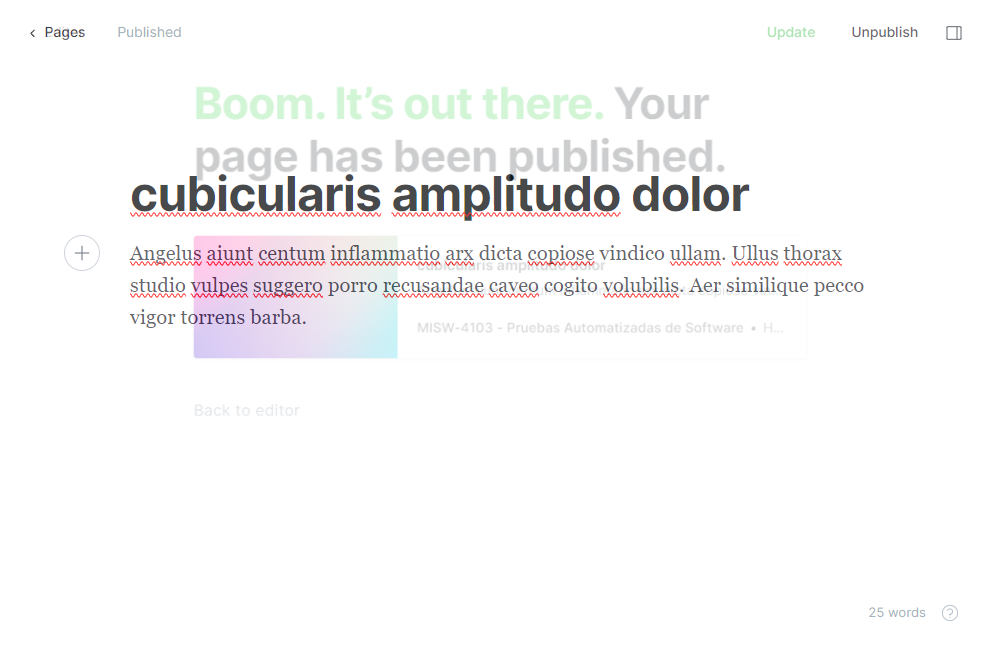 Pages Published Update Unpublish
Boom. It's out there. Your
page has been published.
cubicularis amplitudo dolor
Angelus aiunt centum inflammatio arx dicta copiose vindico ullam. Ullus thorax
studio vulpes suggero porro recusandae caveo cogito volubilis. Aer similique pecco
vigor torrens barba.
cubicularis amplitudo dolor
MISW-4103 - Pruebas Automatizadas de Software • H...
Back to editor
25 words